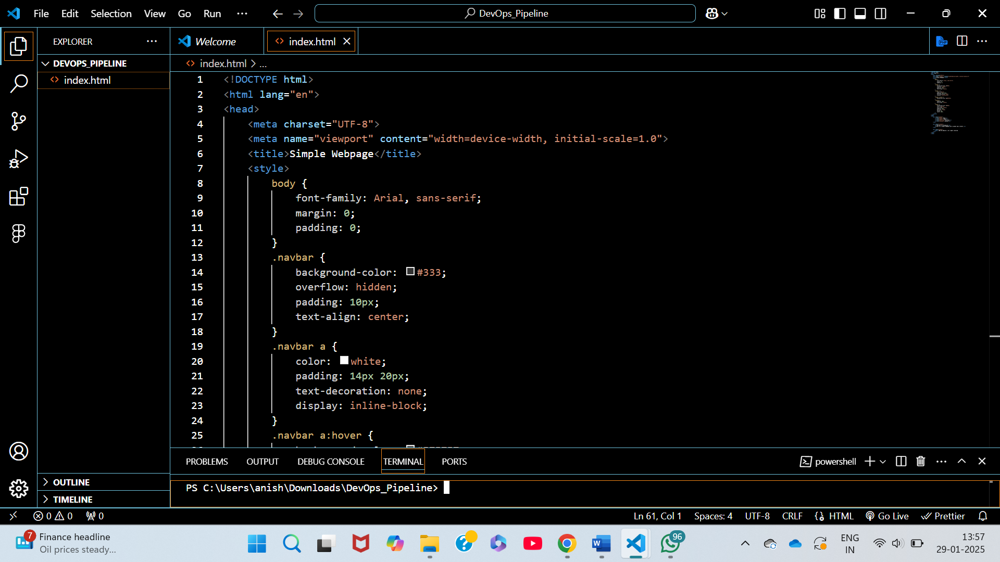 File Edit Selection View Go Run ... DevOps_Pipeline
EXPLORER
Welcome
index.html
DEVOPS_PIPELINE
index.html > ...
index.html
1 <!DOCTYPE html>
2 <html lang="en">
3 <head>
4 <meta charset="UTF-8">
5 <meta name="viewport" content="width=device-width, initial-scale=1.0">
6 <title>Simple Webpage</title>
7 <style>
8 body {
9 font-family: Arial, sans-serif;
10 margin: 0;
11 padding: 0;
12 }
13 .navbar {
14 background-color: #333;
15 overflow: hidden;
16 padding: 10px;
17 text-align: center;
18 }
19 .navbar a {
20 color: white;
21 padding: 14px 20px;
22 text-decoration: none;
23 display: inline-block;
24 }
25 .navbar a:hover {
PROBLEMS OUTPUT DEBUG CONSOLE TERMINAL PORTS powershell
OUTLINE
TIMELINE
PS C:\Users\anish\Downloads\DevOps_Pipeline>
0 0 0 Ln 61, Col 1 Spaces: 4 UTF-8 CRLF HTML Go Live Prettier
7
Finance headline
Oil prices steady...
96
ENG
IN
13:57
29-01-2025